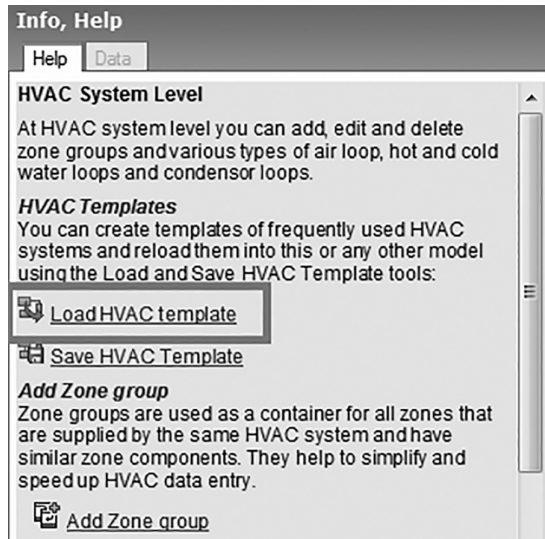 Info, Help
Help Data
HVAC System Level
At HVAC system level you can add, edit and delete
zone groups and various types of air loop, hot and cold
water loops and condensor loops.
HVAC Templates
You can create templates of frequently used HVAC
systems and reload them into this or any other model
using the Load and Save HVAC Template tools:
Load HVAC template
Save HVAC Template
Add Zone group
Zone groups are used as a container for all zones that
are supplied by the same HVAC system and have
similar zone components. They help to simplify and
speed up HVAC data entry.
Add Zone group